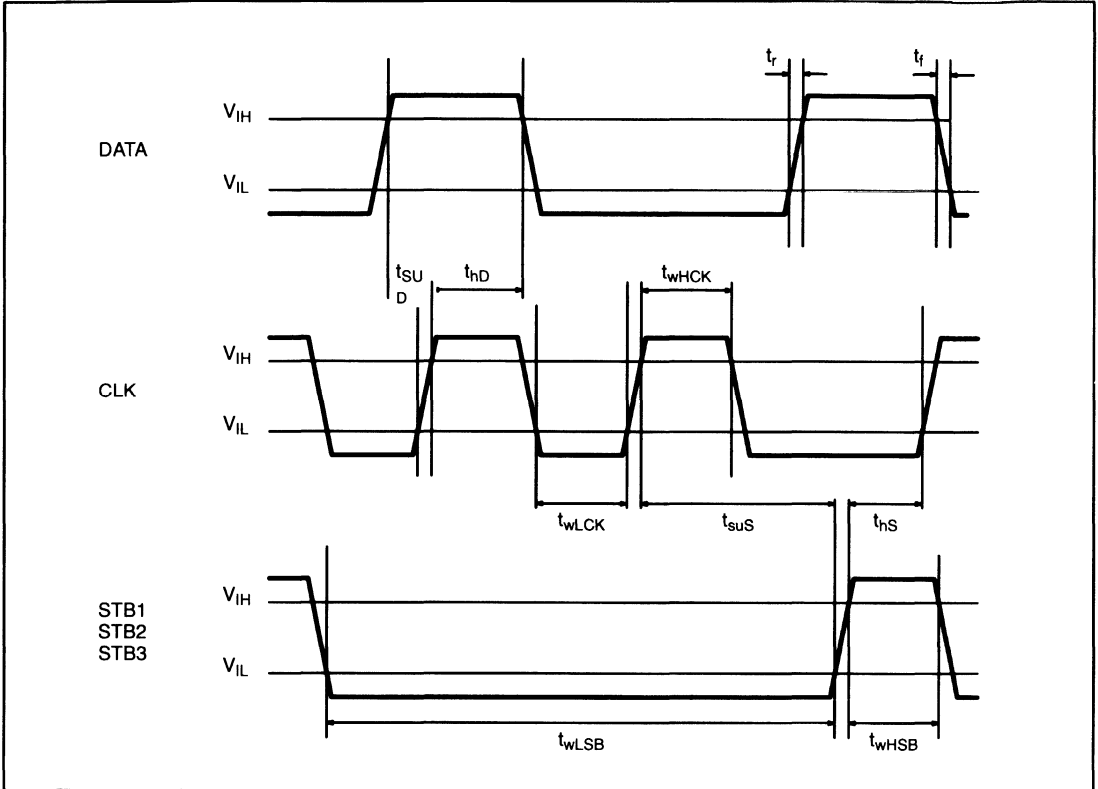 tr
tf
VIH
DATA
VIL
tSU
D
thD
twHCK
VIH
CLK
VIL
twLCK
tsuS
thS
VIH
STB1
STB2
STB3
VIL
twLSB
twHSB